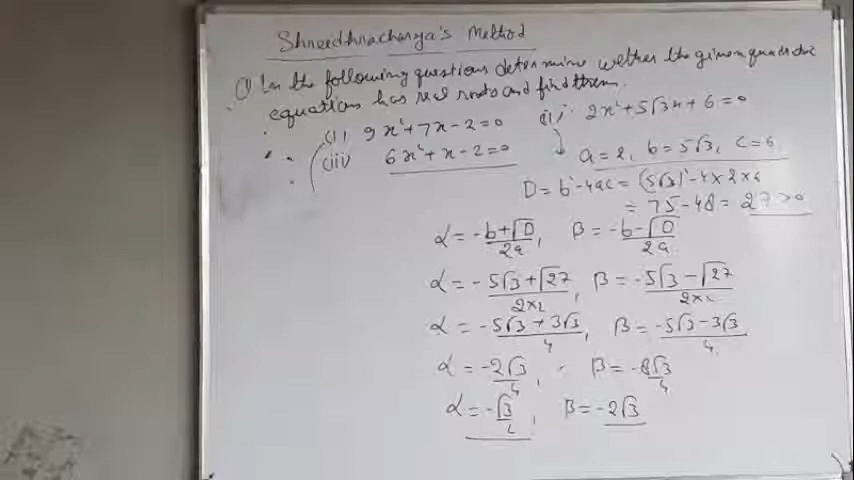 Shreedhracharya's Method
① In the following questions determine wether the given quadratic
equations has real roots and find them.
(i) 9x²+7x-2=0 (ii) 2x²+5√3x+6=0
(iii) 6x²+x-2=0
a=2, b=5√3, c=6
D=b²-4ac=(5√3)²-4×2×6
=75-48=27>0
α=-b+√D/2a, β=-b-√D/2a
α=-5√3+√27/2×2, β=-5√3-√27/2×2
α=-5√3+3√3/4, β=-5√3-3√3/4
α=-2√3/4, β=-8√3/4
α=-√3/2, β=-2√3